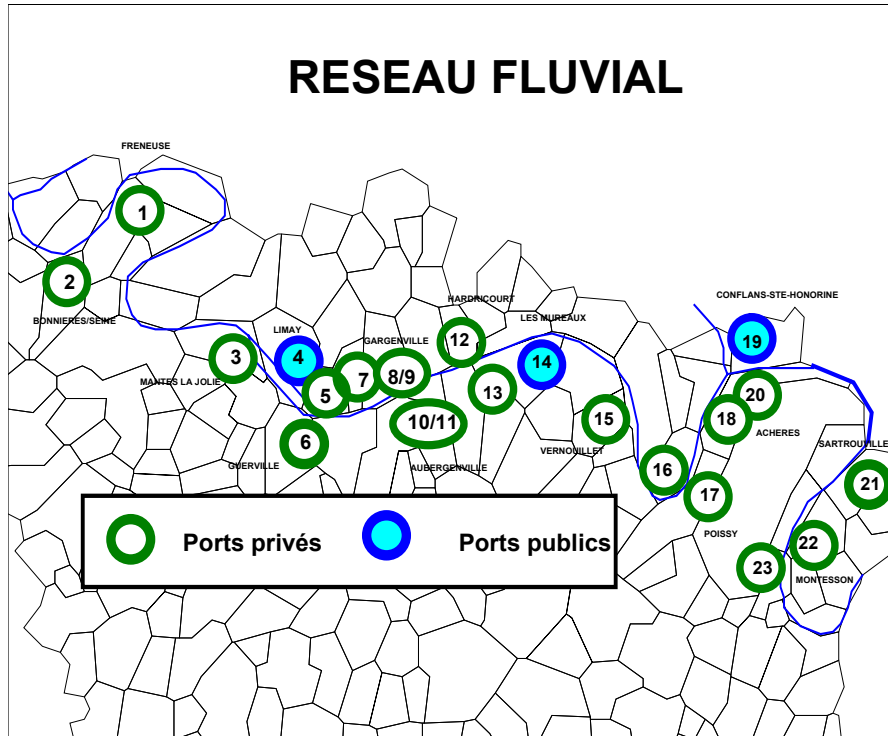 RESEAU FLUVIAL
FRENEUSE
1
2
BONNIERES/SEINE
CONFLANS-STE-HONORINE
HARDRICOURT
LES MUREAUX
LIMAY
GARGENVILLE
3
4
5
7
8/9
12
14
19
MANTES LA JOLIE
13
20
6
10/11
15
18
ACHERES
GUERVILLE
AUBERGENVILLE
VERNOUILLET
SARTROUVILLE
16
17
21
POISSY
22
23
MONTESSON
Ports privés
Ports publics